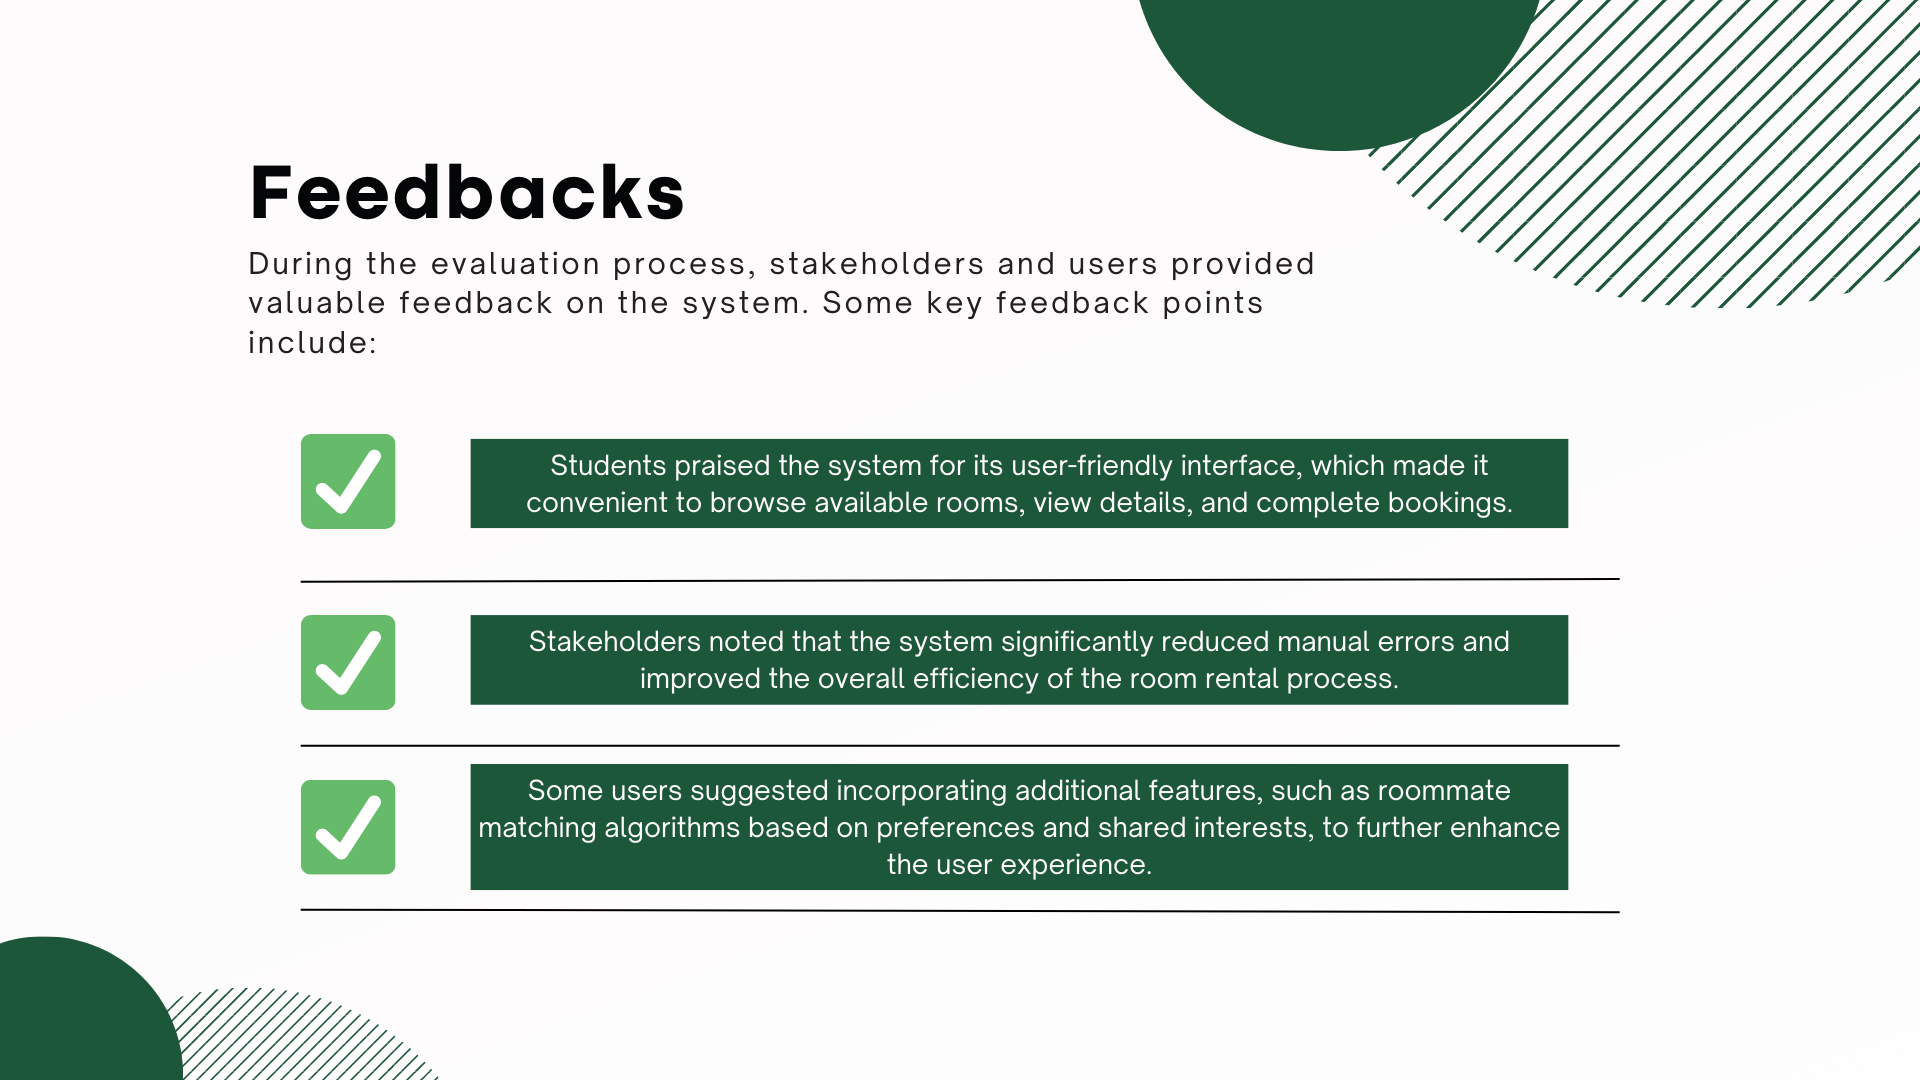 Feedbacks
During the evaluation process, stakeholders and users provided
valuable feedback on the system. Some key feedback points
include:
Students praised the system for its user-friendly interface, which made it
convenient to browse available rooms, view details, and complete bookings.
Stakeholders noted that the system significantly reduced manual errors and
improved the overall efficiency of the room rental process.
Some users suggested incorporating additional features, such as roommate
matching algorithms based on preferences and shared interests, to further enhance
the user experience.